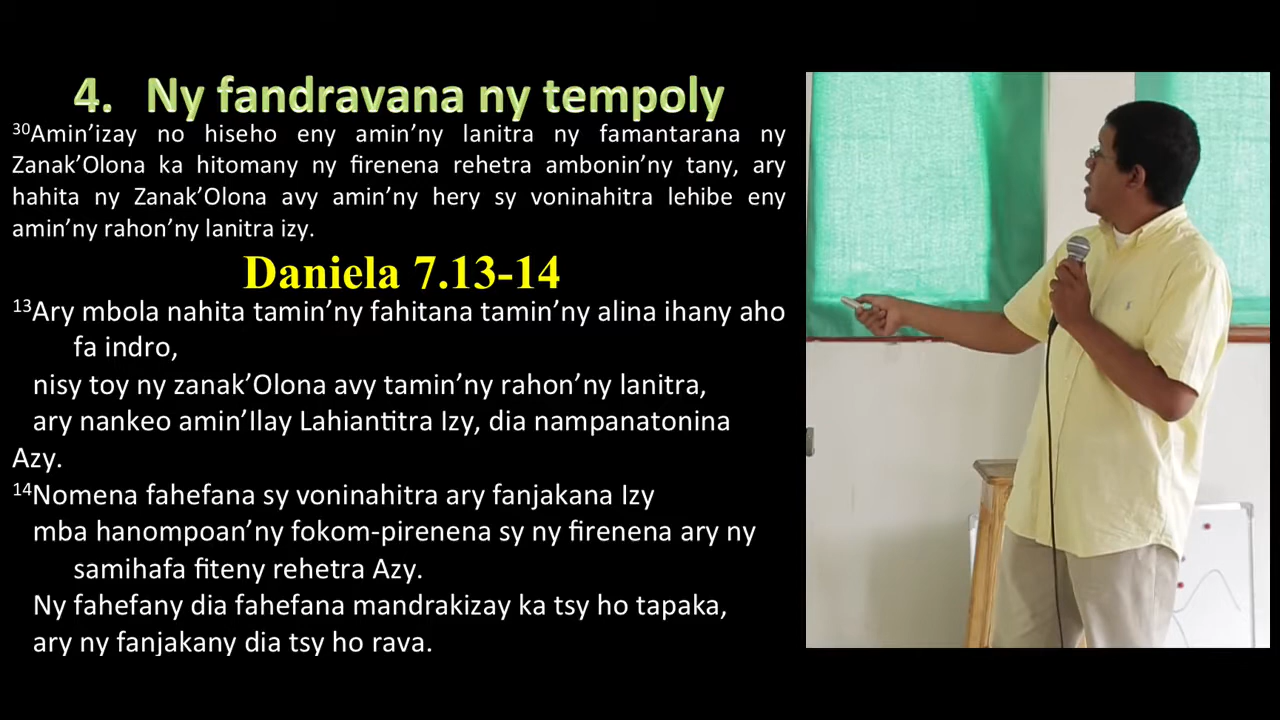 4. Ny fandravana ny tempoly
30Amin’izay no hiseho eny amin’ny lanitra ny famantarana ny
Zanak’Olona ka hitomany ny firenena rehetra ambonin’ny tany, ary
hahita ny Zanak’Olona avy amin’ny hery sy voninahitra lehibe eny
amin’ny rahon’ny lanitra izy.
Daniela 7.13-14
13Ary mbola nahita tamin’ny fahitana tamin’ny alina ihany aho
fa indro,
nisy toy ny zanak’Olona avy tamin’ny rahon’ny lanitra,
ary nankeo amin’Ilay Lahiantitra Izy, dia nampanatonina
Azy.
14Nomena fahefana sy voninahitra ary fanjakana Izy
mba hanompoan’ny fokom-pirenena sy ny firenena ary ny
samihafa fiteny rehetra Azy.
Ny fahefany dia fahefana mandrakizay ka tsy ho tapaka,
ary ny fanjakany dia tsy ho rava.